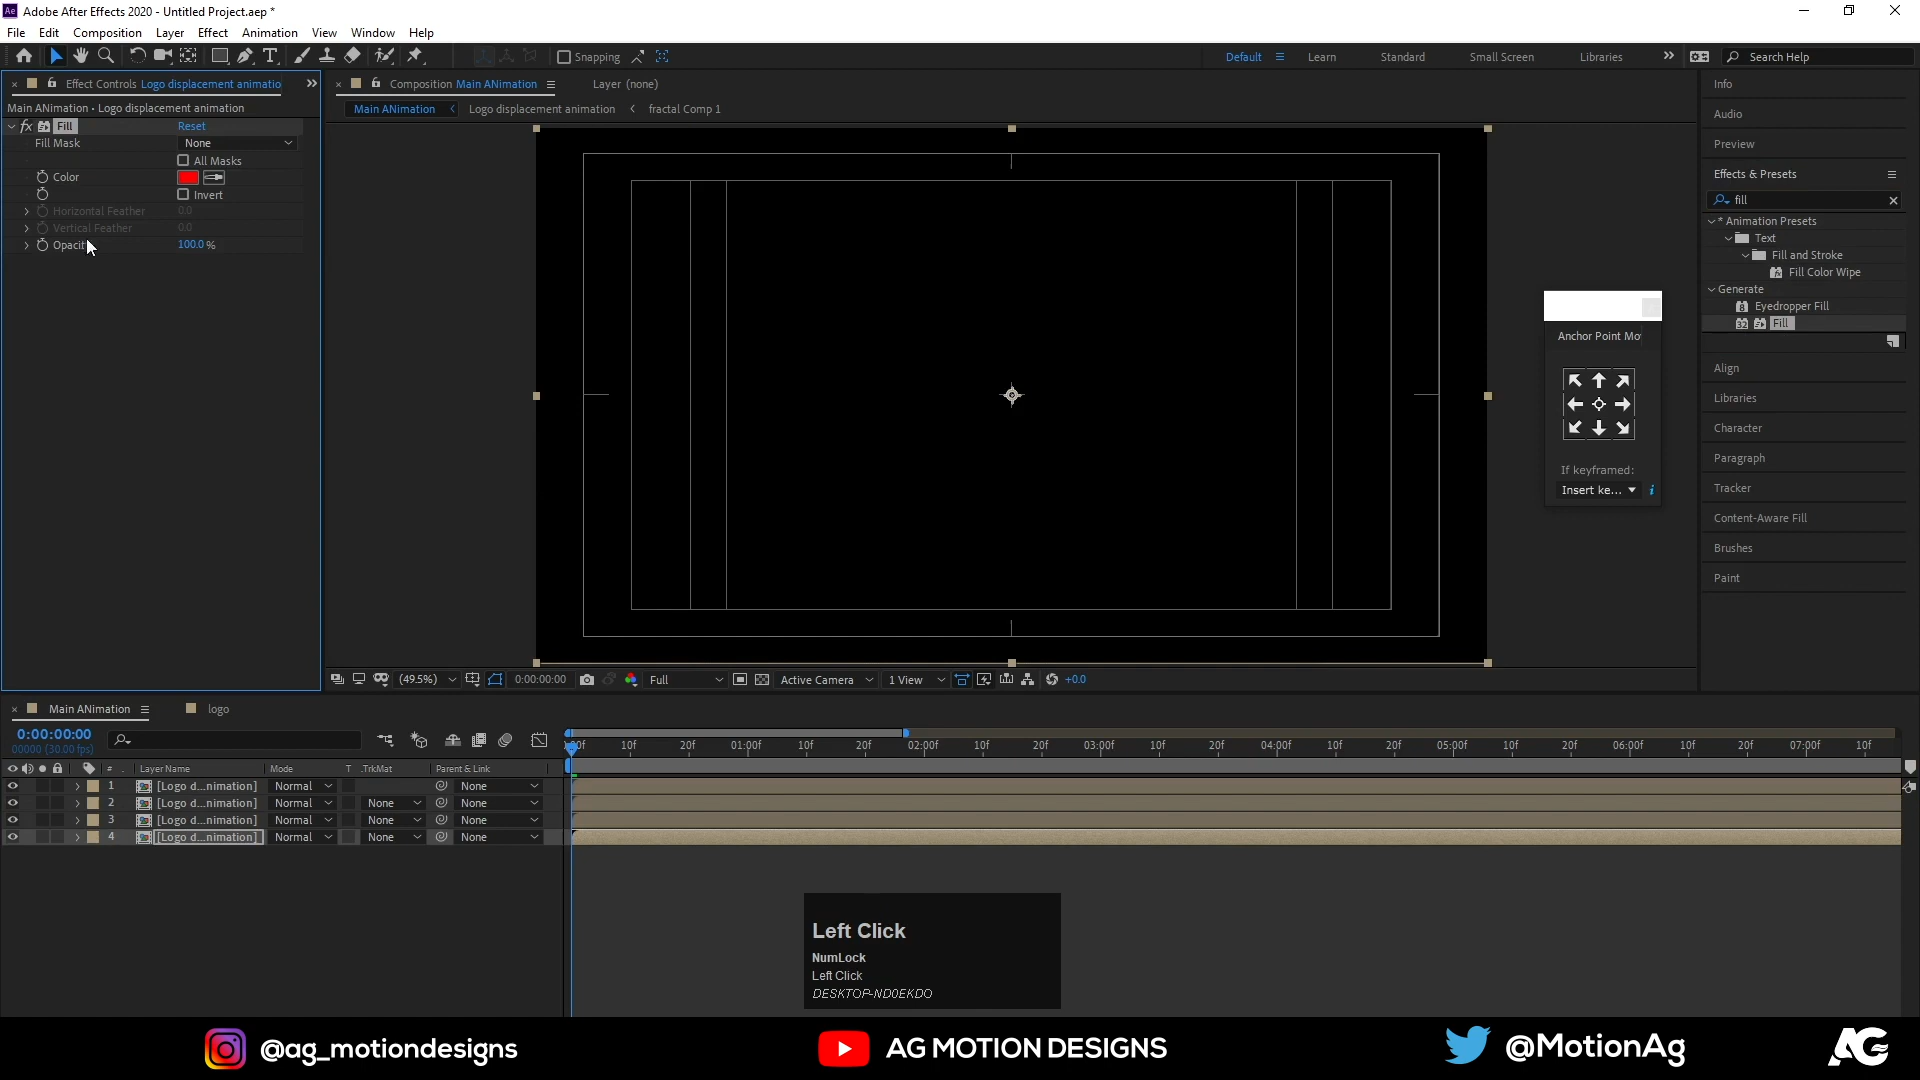 Ae Adobe After Effects 2020 - Untitled Project.aep *
File Edit Composition Layer Effect Animation View Window Help
Snapping Default Learn Standard Small Screen Libraries Search Help
Effect Controls Logo displacement animatio
Composition Main ANimation Layer (none)
Main ANimation Logo displacement animation fractal Comp 1
Main ANimation • Logo displacement animation
fx Fill Reset
Fill Mask None
All Masks
Color
Invert
Horizontal Feather 0.0
Vertical Feather 0.0
Opacit 100.0 %
Info
Audio
Preview
Effects & Presets
fill
* Animation Presets
Text
Fill and Stroke
Fill Color Wipe
Generate
Eyedropper Fill
32 Fill
Align
Libraries
Character
Paragraph
Tracker
Content-Aware Fill
Brushes
Paint
Anchor Point Mo
If keyframed:
Insert ke... i
(49.5%) 0:00:00:00 Full Active Camera 1 View +0.0
Main ANimation logo
0:00:00:00
00000 (30.00 fps)
10f 20f 01:00f 10f 20f 02:00f 10f 20f 03:00f 10f 20f 04:00f 10f 20f 05:00f 10f 20f 06:00f 10f 20f 07:00f 10f
# Layer Name Mode T .TrkMat Parent & Link
1 [Logo d...nimation] Normal None
2 [Logo d...nimation] Normal None None
3 [Logo d...nimation] Normal None None
4 [Logo d...nimation] Normal None None
Left Click
NumLock
Left Click
DESKTOP-ND0EKDO
@ag_motiondesigns AG MOTION DESIGNS @MotionAg AG